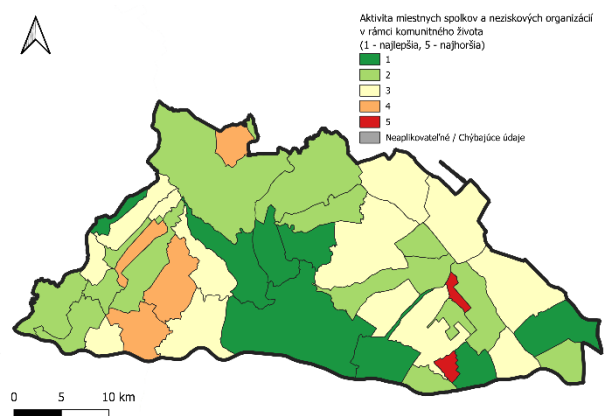 Aktivita miestnych spolkov a neziskových organizácií
v rámci komunitného života
(1 - najlepšia, 5 - najhoršia)
1
2
3
4
5
Neaplikovateľné / Chýbajúce údaje
0 5 10 km